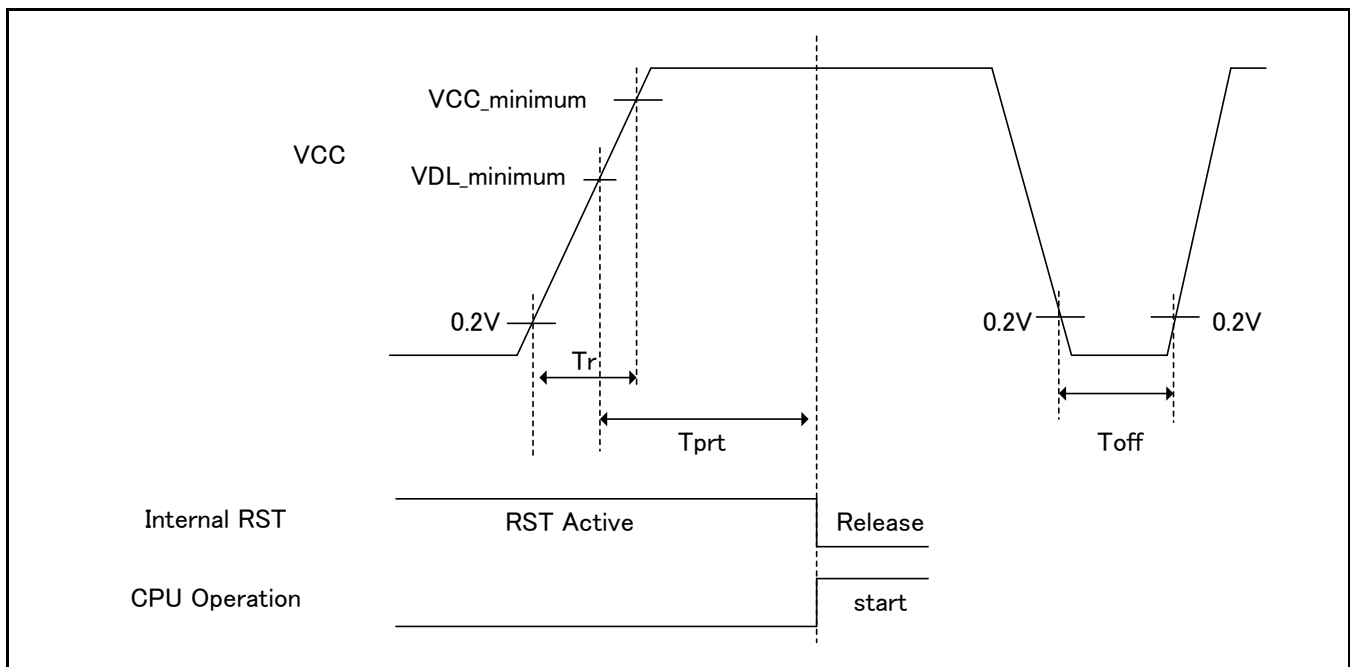 VCC_minimum
VCC
VDL_minimum
0.2V
0.2V
0.2V
Tr
Tprt
Toff
Internal RST
RST Active
Release
CPU Operation
start